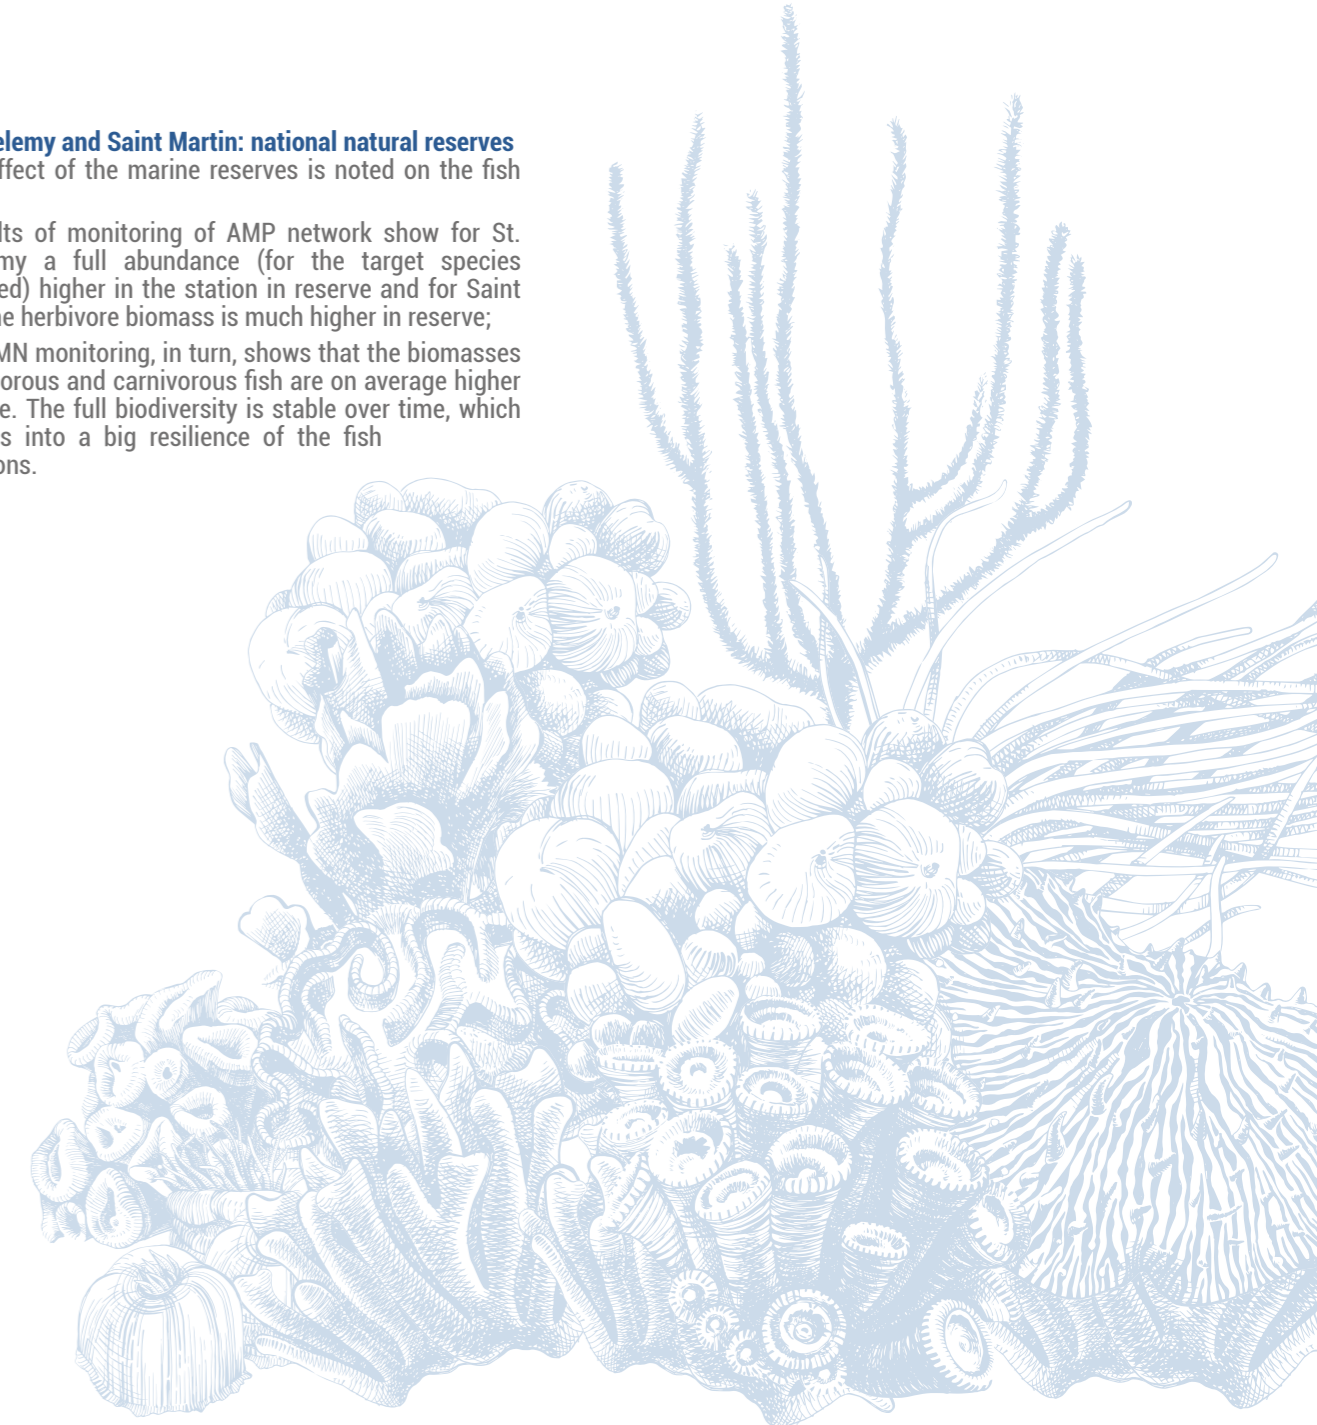 elemy and Saint Martin: national natural reserves
ffect of the marine reserves is noted on the fish
lts of monitoring of AMP network show for St.
my a full abundance (for the target species
ed) higher in the station in reserve and for Saint
ne herbivore biomass is much higher in reserve;
MN monitoring, in turn, shows that the biomasses
orous and carnivorous fish are on average higher
e. The full biodiversity is stable over time, which
s into a big resilience of the fish
ons.